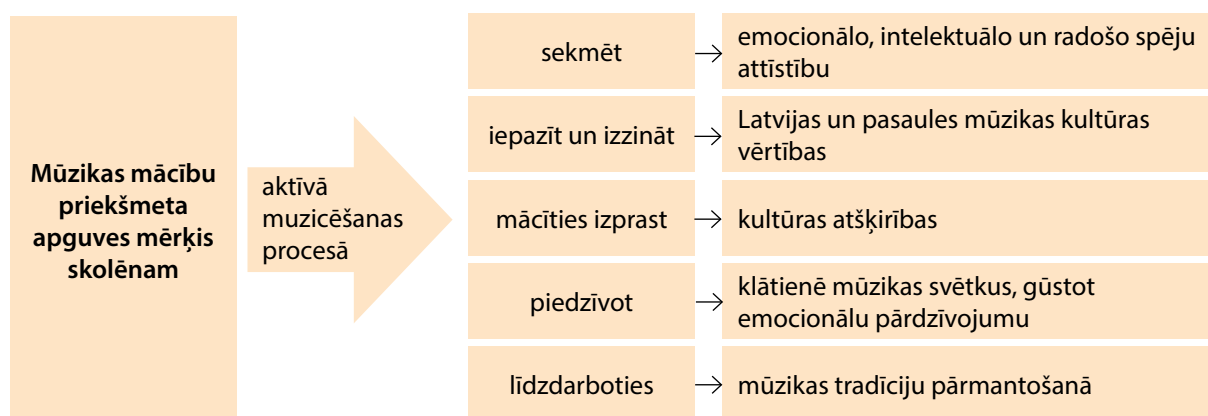 Mūzikas mācību
priekšmeta
apguves mērķis
skolēnam
aktīvā
muzicēšanas
procesā
sekmēt
emocionālo, intelektuālo un radošo spēju
attīstību
iepazīt un izzināt
Latvijas un pasaules mūzikas kultūras
vērtības
mācīties izprast
kultūras atšķirības
piedzīvot
klātienē mūzikas svētkus, gūstot
emocionālu pārdzīvojumu
līdzdarboties
mūzikas tradīciju pārmantošanā